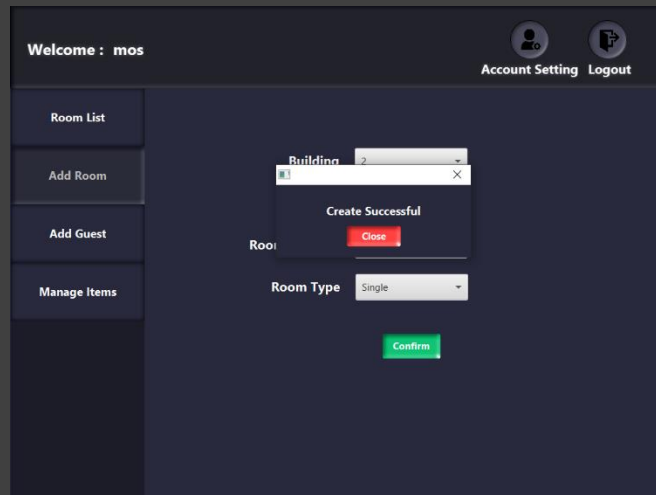 Welcome : mos
Account Setting Logout
Room List
Add Room
Add Guest
Manage Items
Building 2
Create Successful
Close
Room Type Single
Confirm